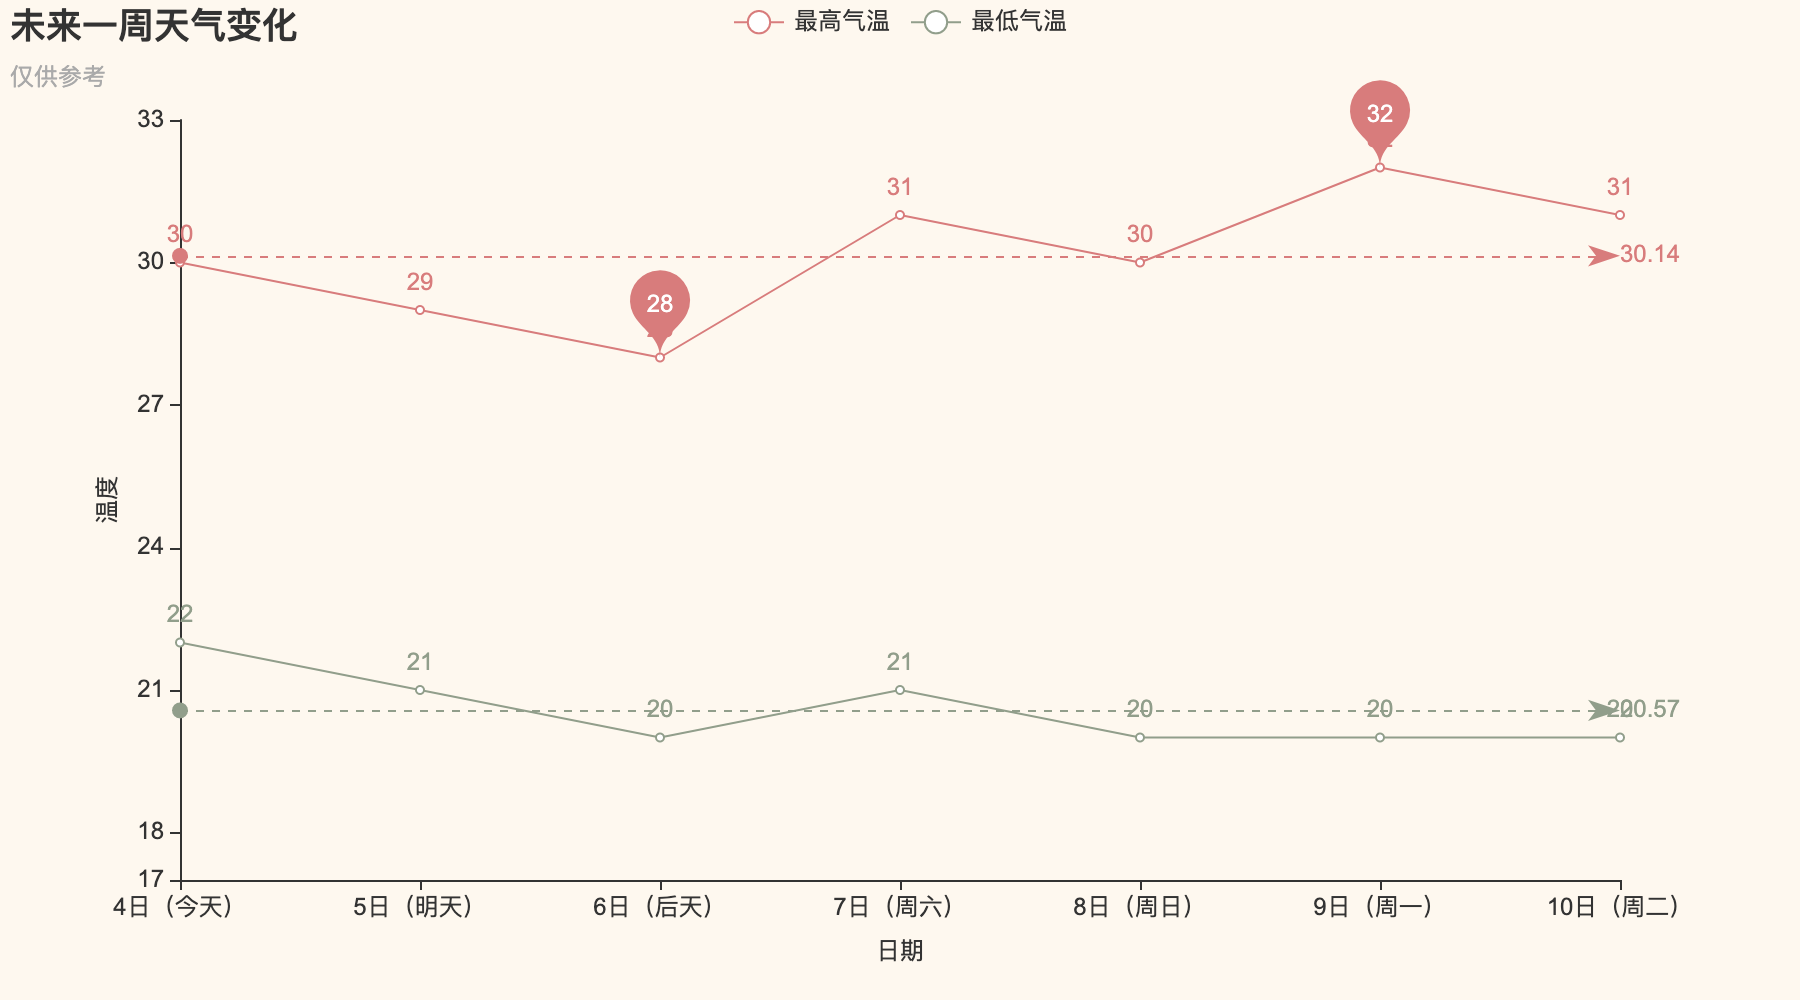 未来一周天气变化
仅供参考
最高气温 最低气温
33
30
27
24
21
18
17
温度
30 29 28 31 30 32 31
30.14
22 21 20 21 20 20 20
20.57
4日（今天） 5日（明天） 6日（后天） 7日（周六） 8日（周日） 9日（周一） 10日（周二）
日期